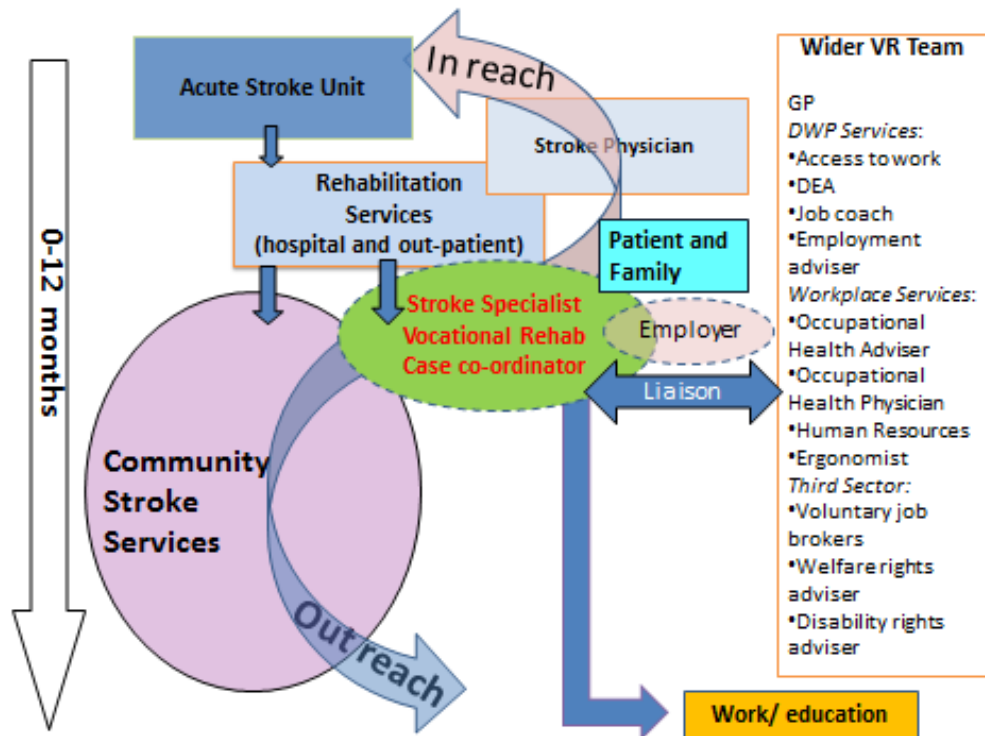 In reach
Acute Stroke Unit
Stroke Physician
Rehabilitation
Services
(hospital and out-patient)
Patient and
Family
0-12 months
Stroke Specialist
Vocational Rehab
Case co-ordinator
Employer
Liaison
Community
Stroke
Services
Out reach
Work/ education
Wider VR Team
GP
DWP Services:
•Access to work
•DEA
•Job coach
•Employment
adviser
Workplace Services:
•Occupational
Health Adviser
•Occupational
Health Physician
•Human Resources
•Ergonomist
Third Sector:
•Voluntary job
brokers
•Welfare rights
adviser
•Disability rights
adviser